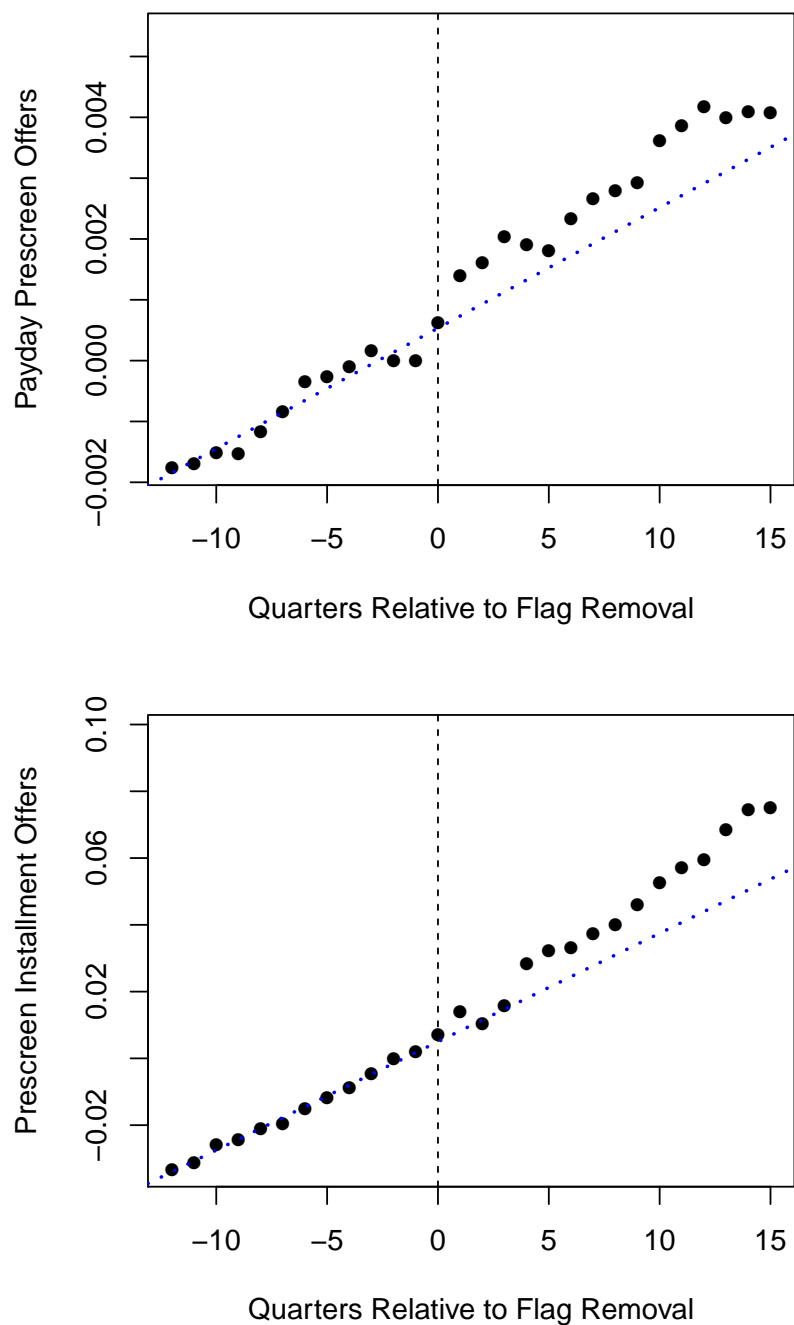 Payday Prescreen Offers
0.004
0.002
0.000
−0.002
−10 −5 0 5 10 15
Quarters Relative to Flag Removal
Prescreen Installment Offers
0.10
0.06
0.02
−0.02
−10 −5 0 5 10 15
Quarters Relative to Flag Removal